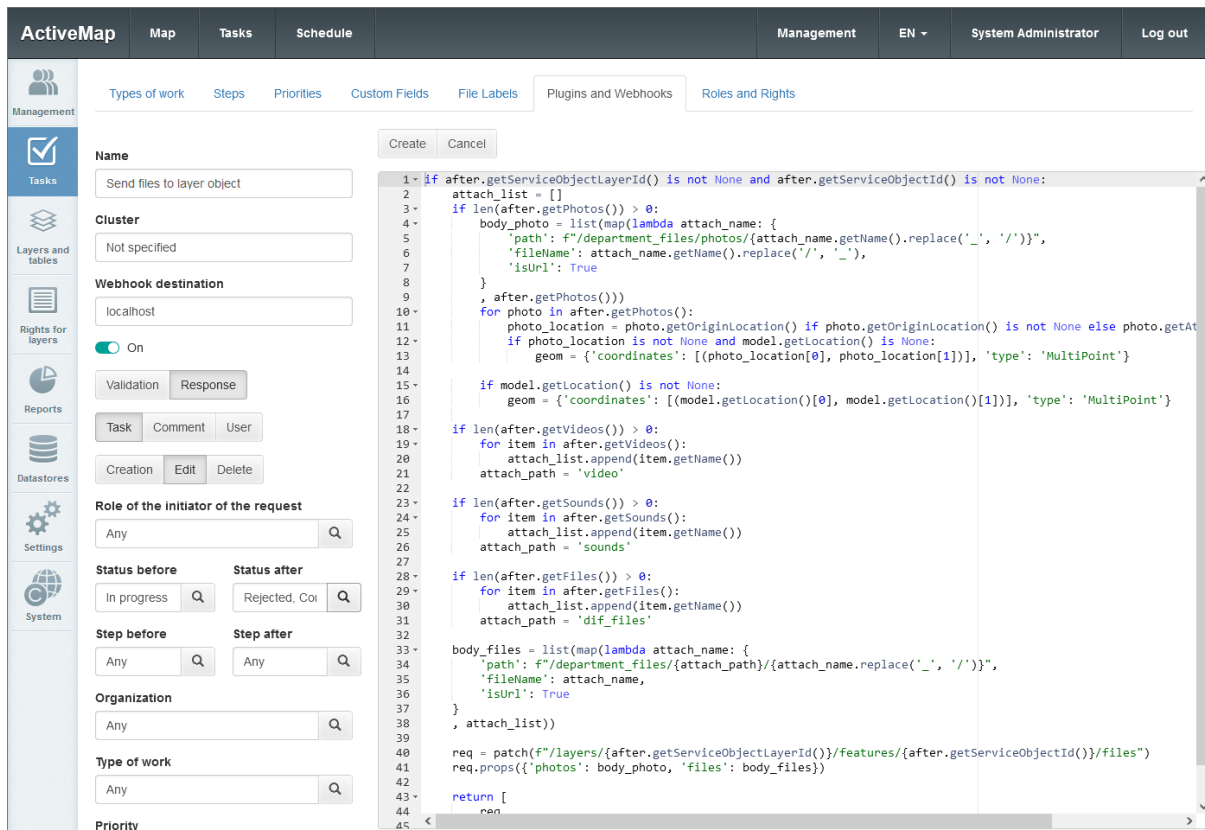 ActiveMap Map Tasks Schedule Management EN System Administrator Log out
Management
Tasks
Layers and
tables
Rights for
layers
Reports
Datastores
Settings
System
Types of work Steps Priorities Custom Fields File Labels Plugins and Webhooks Roles and Rights
Name
Send files to layer object
Cluster
Not specified
Webhook destination
localhost
On
Validation Response
Task Comment User
Creation Edit Delete
Role of the initiator of the request
Any
Status before Status after
In progress Rejected, Cor
Step before Step after
Any Any
Organization
Any
Type of work
Any
Priority
Create Cancel
1 if after.getServiceObjectLayerId() is not None and after.getServiceObjectId() is not None:
2     attach_list = []
3     if len(after.getPhotos()) > 0:
4         body_photo = list(map(lambda attach_name: {
5             'path': f"/department_files/photos/{attach_name.getName().replace('_', '/')}",
6             'fileName': attach_name.getName().replace('/', '_'),
7             'isUrl': True
8         }
9         , after.getPhotos()))
10         for photo in after.getPhotos():
11             photo_location = photo.getOriginLocation() if photo.getOriginLocation() is not None else photo.getAt
12             if photo_location is not None and model.getLocation() is None:
13                 geom = {'coordinates': [(photo_location[0], photo_location[1])], 'type': 'MultiPoint'}
14
15         if model.getLocation() is not None:
16             geom = {'coordinates': [(model.getLocation()[0], model.getLocation()[1])], 'type': 'MultiPoint'}
17
18     if len(after.getVideos()) > 0:
19         for item in after.getVideos():
20             attach_list.append(item.getName())
21         attach_path = 'video'
22
23     if len(after.getSounds()) > 0:
24         for item in after.getSounds():
25             attach_list.append(item.getName())
26         attach_path = 'sounds'
27
28     if len(after.getFiles()) > 0:
29         for item in after.getFiles():
30             attach_list.append(item.getName())
31         attach_path = 'dif_files'
32
33     body_files = list(map(lambda attach_name: {
34         'path': f"/department_files/{attach_path}/{attach_name.replace('_', '/')}",
35         'fileName': attach_name,
36         'isUrl': True
37     }
38     , attach_list))
39
40     req = patch(f"/layers/{after.getServiceObjectLayerId()}/features/{after.getServiceObjectId()}/files")
41     req.props({'photos': body_photo, 'files': body_files})
42
43     return [
44         req
45